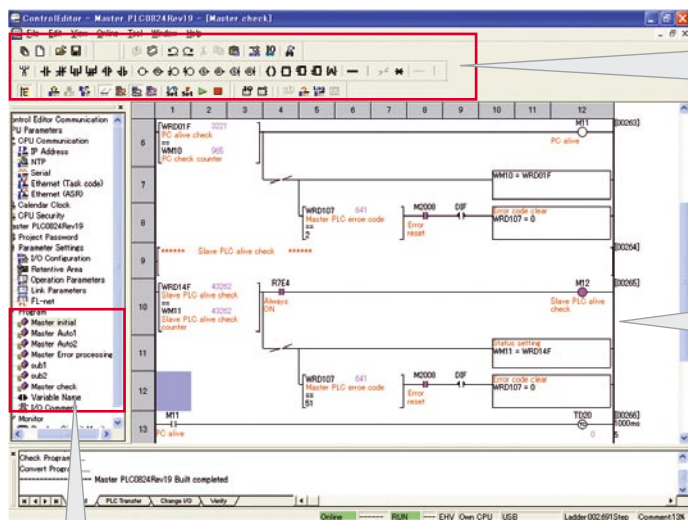 ControlEditor - Master PLC0824Rev19 - [Master check]
File Edit View Online Tool Window Help
1 2 3 4 5 6 7 8 9 10 11 12
ntrol Editor Communication
PU Parameters
CPU Communication
IP Address
NTP
Serial
Ethernet (Task code)
Ethernet (ASR)
Calendar Clock
CPU Security
aster PLC0824Rev19
Project Password
Parameter Settings
I/O Configuration
Retentive Area
Operation Parameters
Link Parameters
FL-net
Program
Master initial
Master Auto1
Master Auto2
Master Error processing
sub1
sub2
Master check
Variable Name
I/O Comment
Monitor
6
WRD01F 3221
PC alive check
==
WM10 965
PC check counter
M11
PC alive
[00263]
7
WM10 = WRD01F
8
WRD107 641
Master PLC erroe code
==
2
M2008
Error
reset
DIF
Error code clear
WRD107 = 0
9
****** Slave PLC alive check ******
[00264]
10
WRD14F 43262
Slave PLC alive check
==
WM11 43262
Slave PLC alive check
counter
R7E4
Always
ON
M12
Slave PLC alive
check
[00265]
11
Status setting
WM11 = WRD14F
12
WRD107 641
Master PLC erroe code
==
51
M2008
Error
reset
DIF
Error code clear
WRD107 = 0
13
M11
PC alive
TD20
0
[00266]
1000ms
5
Check Program
Convert Program
Master PLC0824Rev19 Built completed
PLC Transfer Change I/O Verify
Online ------ RUN --- EHV Own CPU USB Ladder:002,691Step Comment:13%